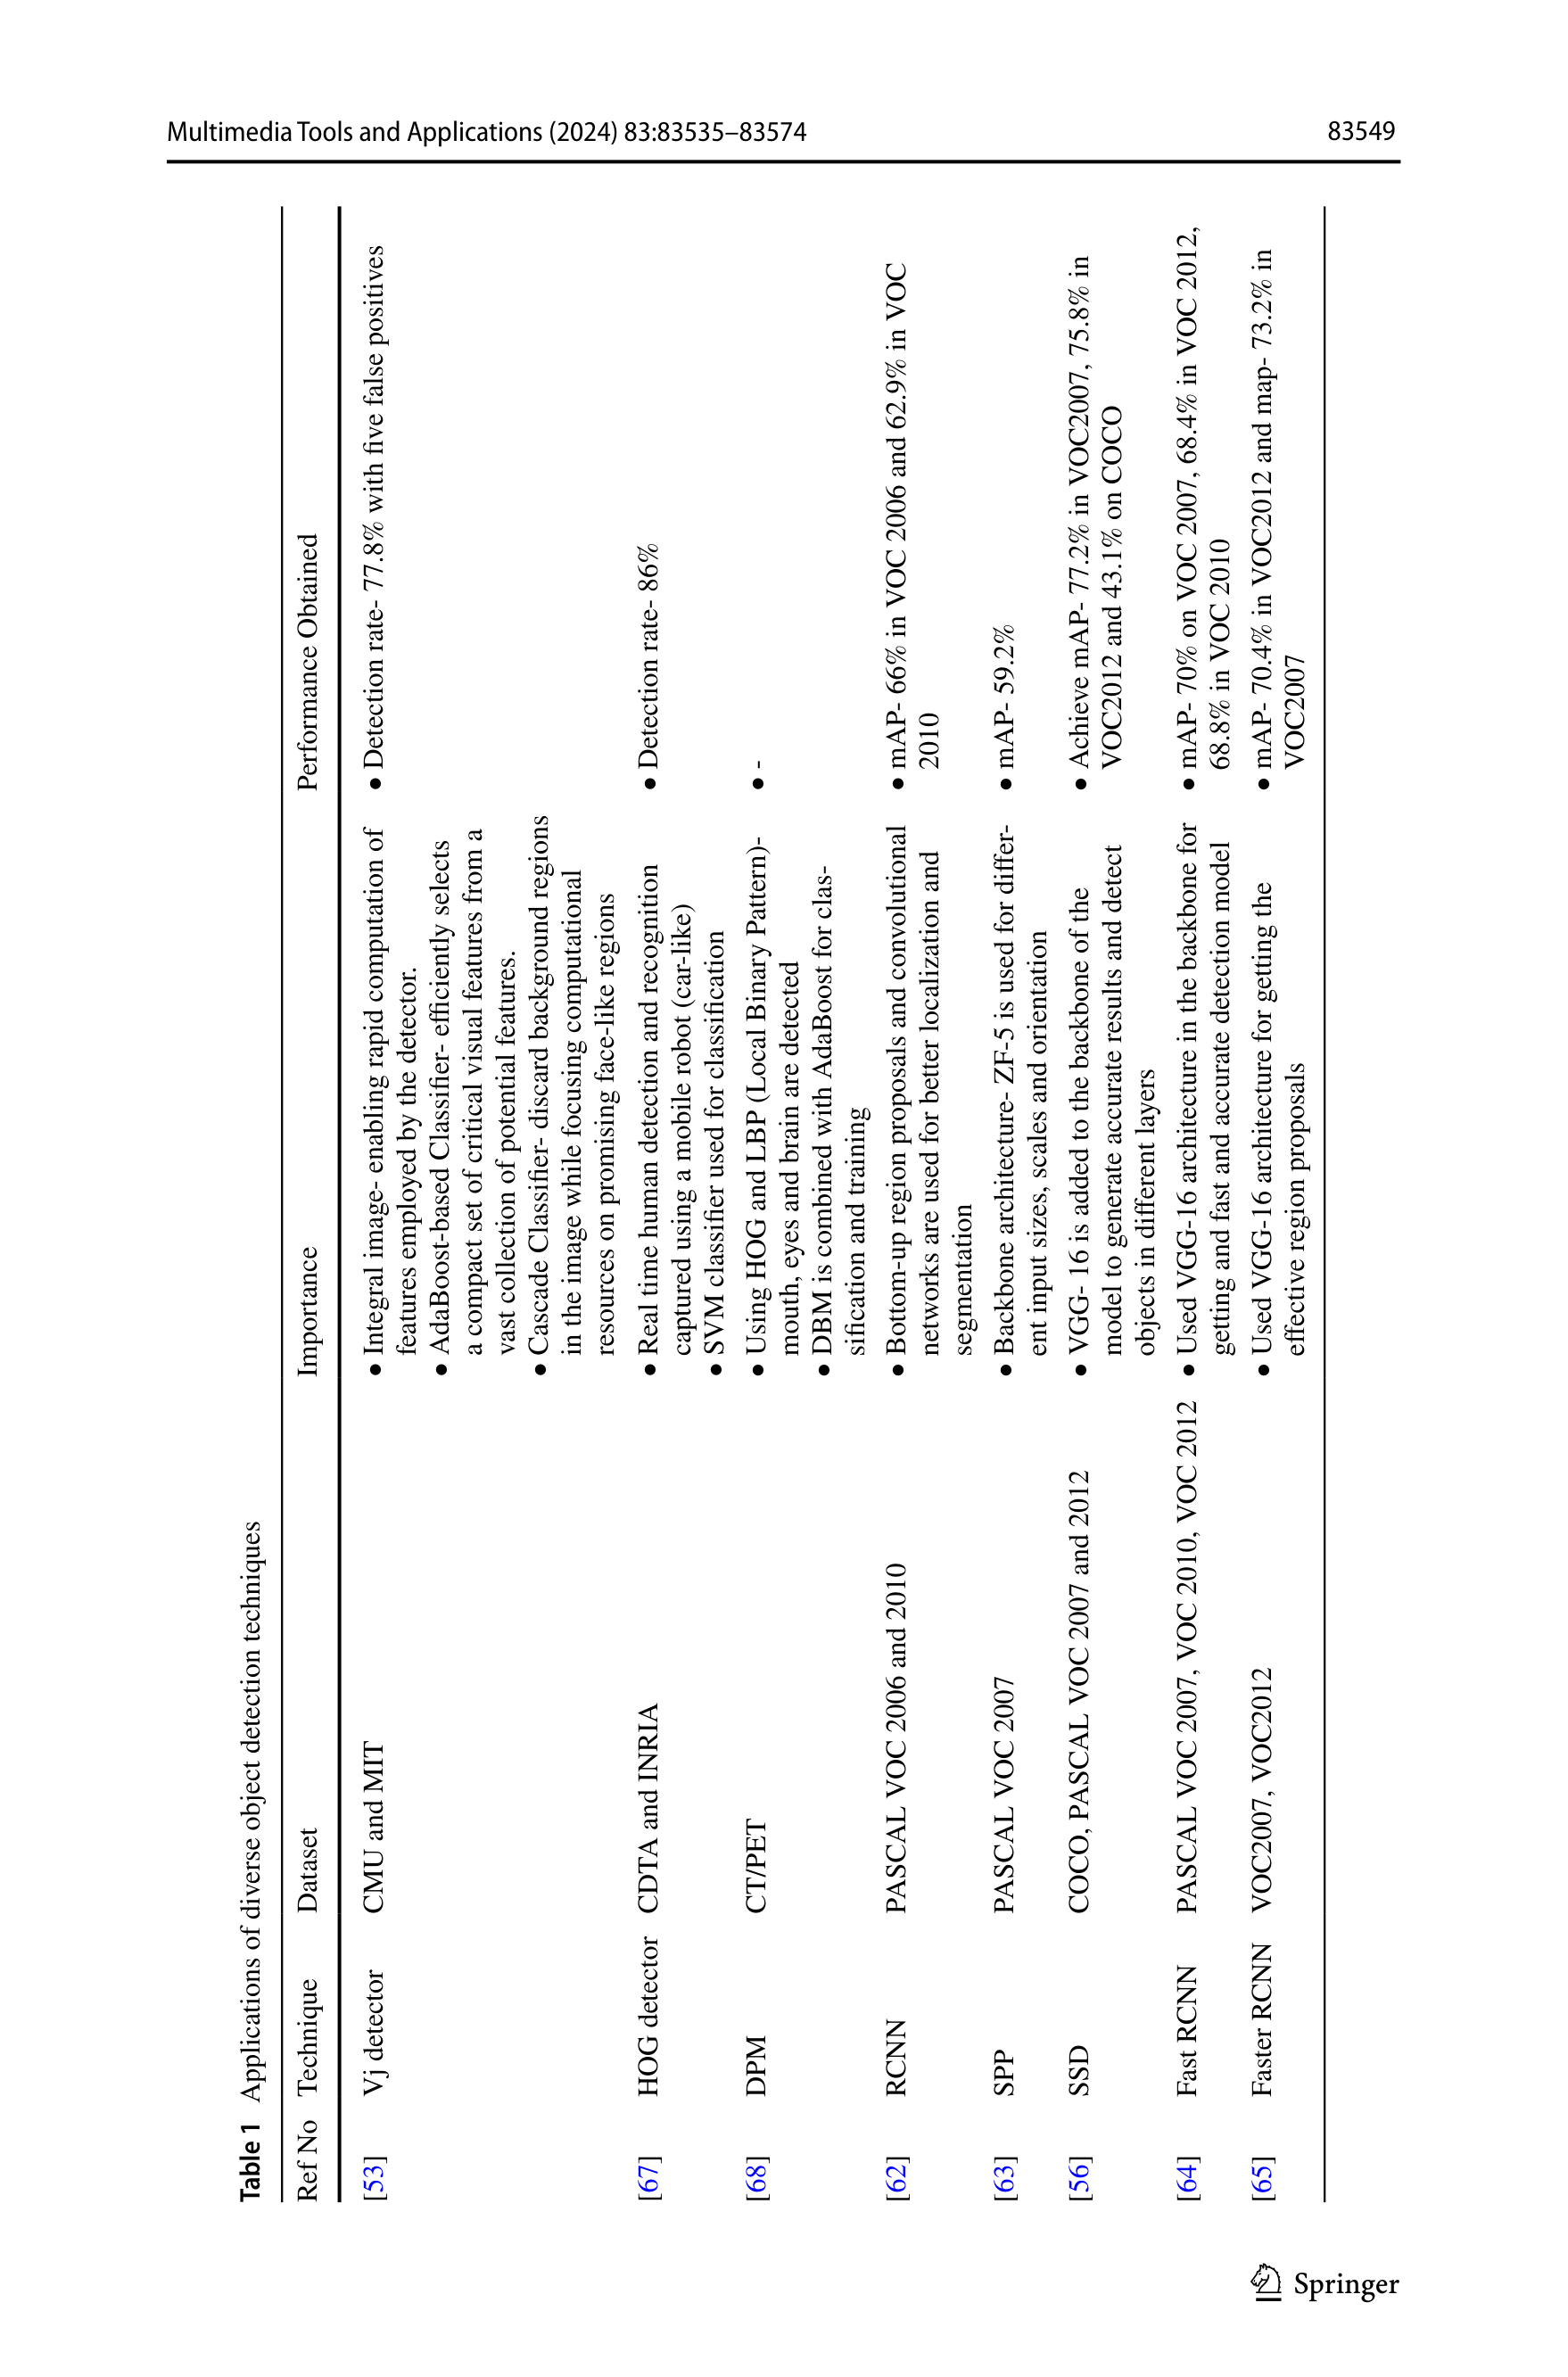 Multimedia Tools and Applications (2024) 83:83535–83574 83549
Table 1 Applications of diverse object detection techniques
Ref No Technique Dataset Importance Performance Obtained
[53] Vj detector CMU and MIT • Integral image- enabling rapid computation of • Detection rate- 77.8% with five false positives
features employed by the detector.
• AdaBoost-based Classifier- efficiently selects
a compact set of critical visual features from a
vast collection of potential features.
• Cascade Classifier- discard background regions
in the image while focusing computational
resources on promising face-like regions
[67] HOG detector CDTA and INRIA • Real time human detection and recognition • Detection rate- 86%
captured using a mobile robot (car-like)
• SVM classifier used for classification
[68] DPM CT/PET • Using HOG and LBP (Local Binary Pattern)- • -
mouth, eyes and brain are detected
• DBM is combined with AdaBoost for clas-
sification and training
[62] RCNN PASCAL VOC 2006 and 2010 • Bottom-up region proposals and convolutional • mAP- 66% in VOC 2006 and 62.9% in VOC
networks are used for better localization and 2010
segmentation
[63] SPP PASCAL VOC 2007 • Backbone architecture- ZF-5 is used for differ- • mAP- 59.2%
ent input sizes, scales and orientation
[56] SSD COCO, PASCAL VOC 2007 and 2012 • VGG- 16 is added to the backbone of the • Achieve mAP- 77.2% in VOC2007, 75.8% in
model to generate accurate results and detect VOC2012 and 43.1% on COCO
objects in different layers
[64] Fast RCNN PASCAL VOC 2007, VOC 2010, VOC 2012 • Used VGG-16 architecture in the backbone for • mAP- 70% on VOC 2007, 68.4% in VOC 2012,
getting and fast and accurate detection model 68.8% in VOC 2010
[65] Faster RCNN VOC2007, VOC2012 • Used VGG-16 architecture for getting the • mAP- 70.4% in VOC2012 and map- 73.2% in
effective region proposals VOC2007
Springer